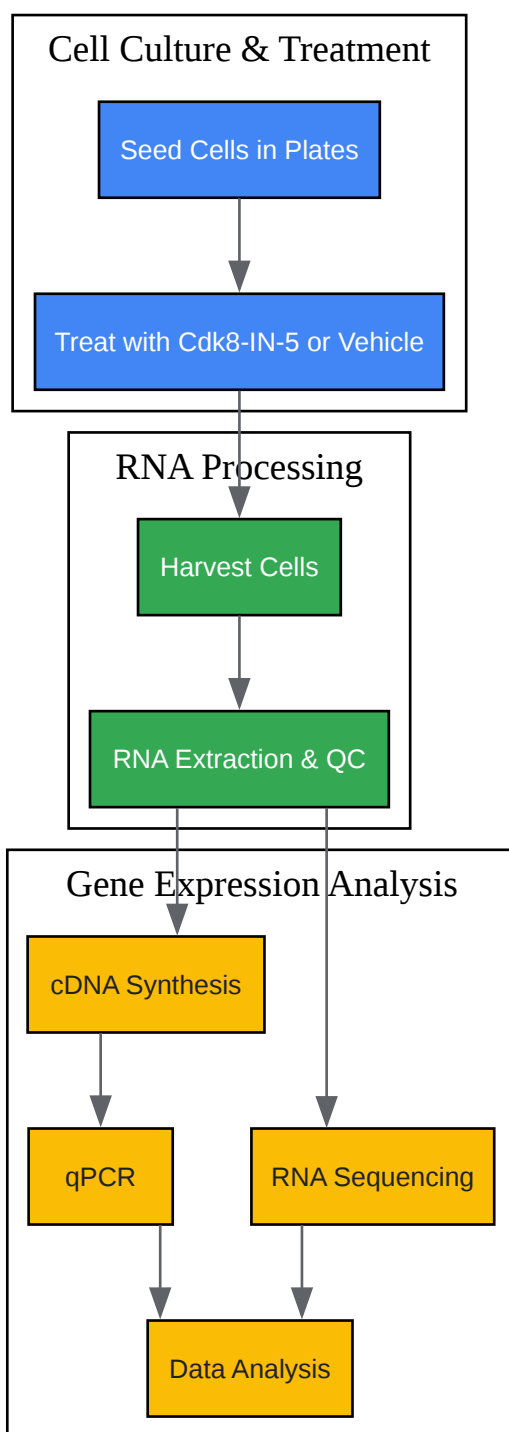 Cell Culture & Treatment
Seed Cells in Plates
Treat with Cdk8-IN-5 or Vehicle
RNA Processing
Harvest Cells
RNA Extraction & QC
Gene Expression Analysis
cDNA Synthesis
qPCR
RNA Sequencing
Data Analysis